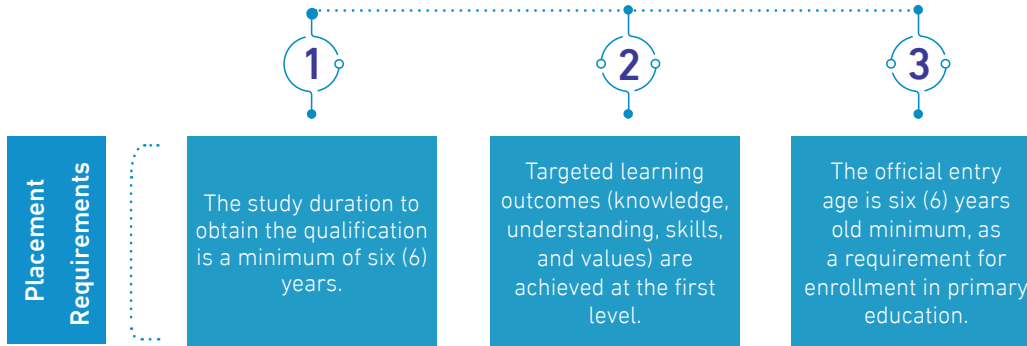 1
2
3
Placement
Requirements
The study duration to
obtain the qualification
is a minimum of six (6)
years.
Targeted learning
outcomes (knowledge,
understanding, skills,
and values) are
achieved at the first
level.
The official entry
age is six (6) years
old minimum, as
a requirement for
enrollment in primary
education.